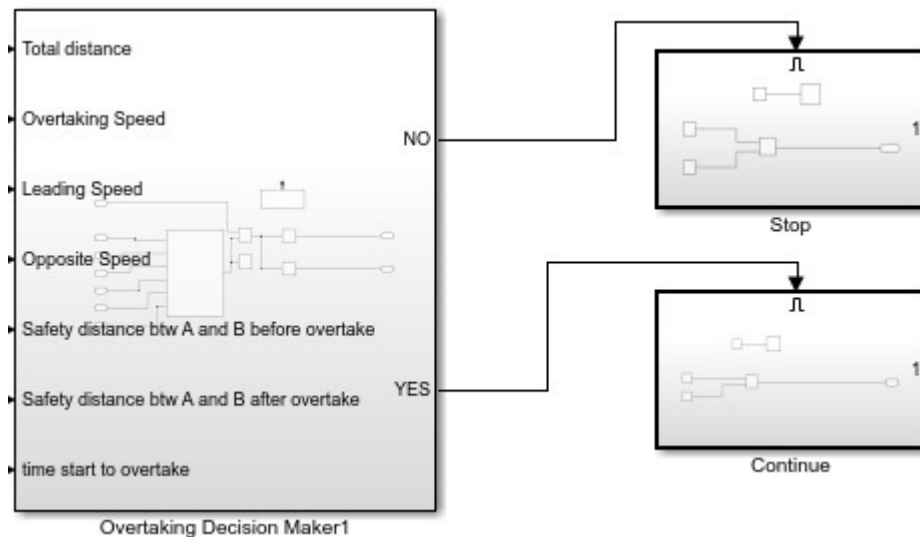 Total distance
Overtaking Speed
Leading Speed
Opposite Speed
Safety distance btw A and B before overtake
Safety distance btw A and B after overtake
time start to overtake
NO
YES
Overtaking Decision Maker1
1
Stop
1
Continue